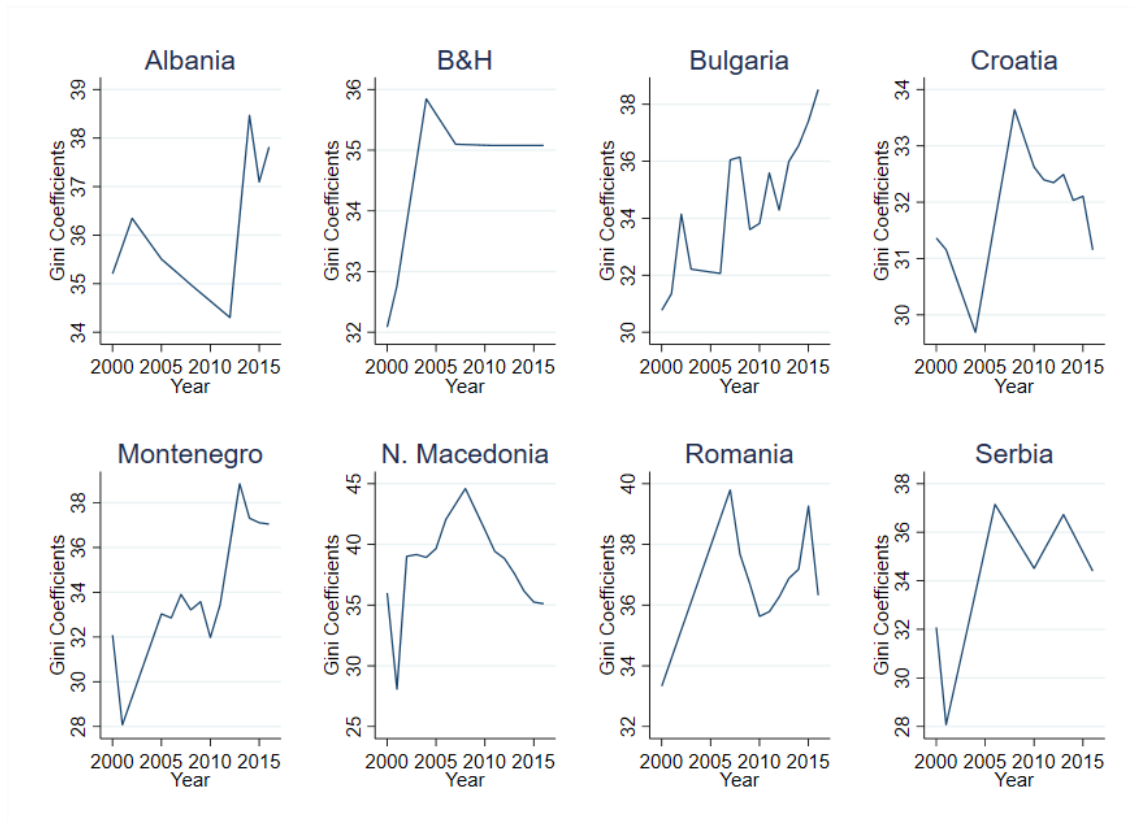 Albania
Gini Coefficients
39
38
37
36
35
34
2000 2005 2010 2015
Year
B&H
Gini Coefficients
36
35
34
33
32
2000 2005 2010 2015
Year
Bulgaria
Gini Coefficients
38
36
34
32
30
2000 2005 2010 2015
Year
Croatia
Gini Coefficients
34
33
32
31
30
2000 2005 2010 2015
Year
Montenegro
Gini Coefficients
38
36
34
32
30
28
2000 2005 2010 2015
Year
N. Macedonia
Gini Coefficients
45
40
35
30
25
2000 2005 2010 2015
Year
Romania
Gini Coefficients
40
38
36
34
32
2000 2005 2010 2015
Year
Serbia
Gini Coefficients
38
36
34
32
30
28
2000 2005 2010 2015
Year